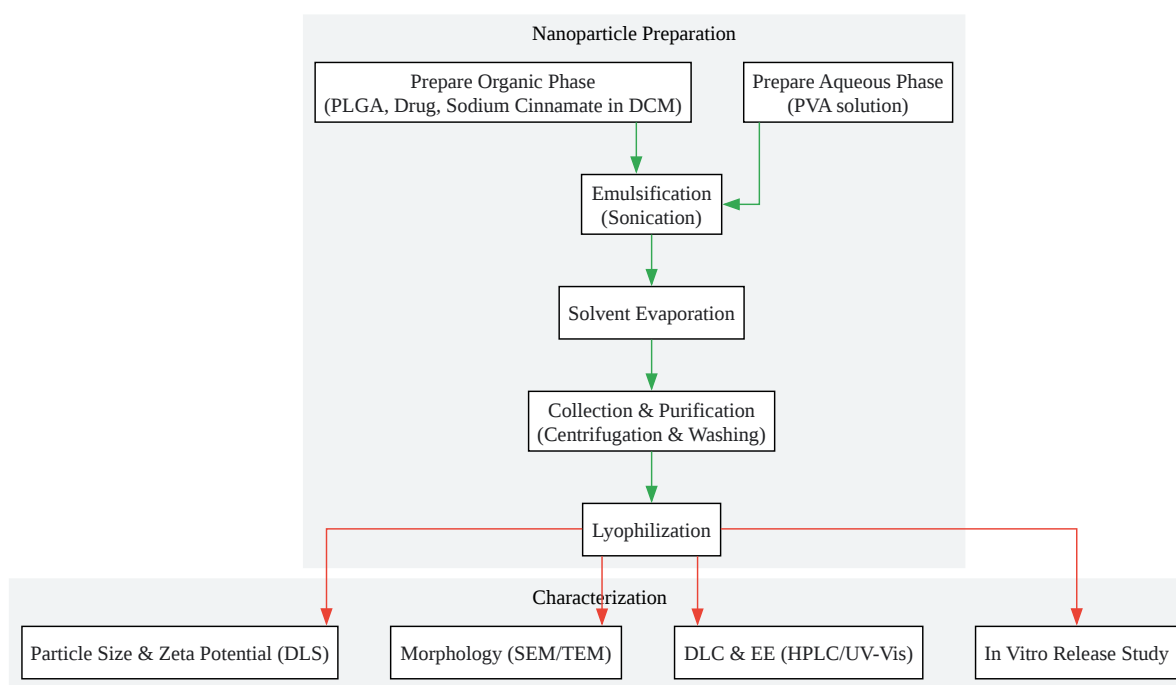 Nanoparticle Preparation
Prepare Organic Phase
(PLGA, Drug, Sodium Cinnamate in DCM)
Prepare Aqueous Phase
(PVA solution)
Emulsification
(Sonication)
Solvent Evaporation
Collection & Purification
(Centrifugation & Washing)
Lyophilization
Characterization
Particle Size & Zeta Potential (DLS)
Morphology (SEM/TEM)
DLC & EE (HPLC/UV-Vis)
In Vitro Release Study